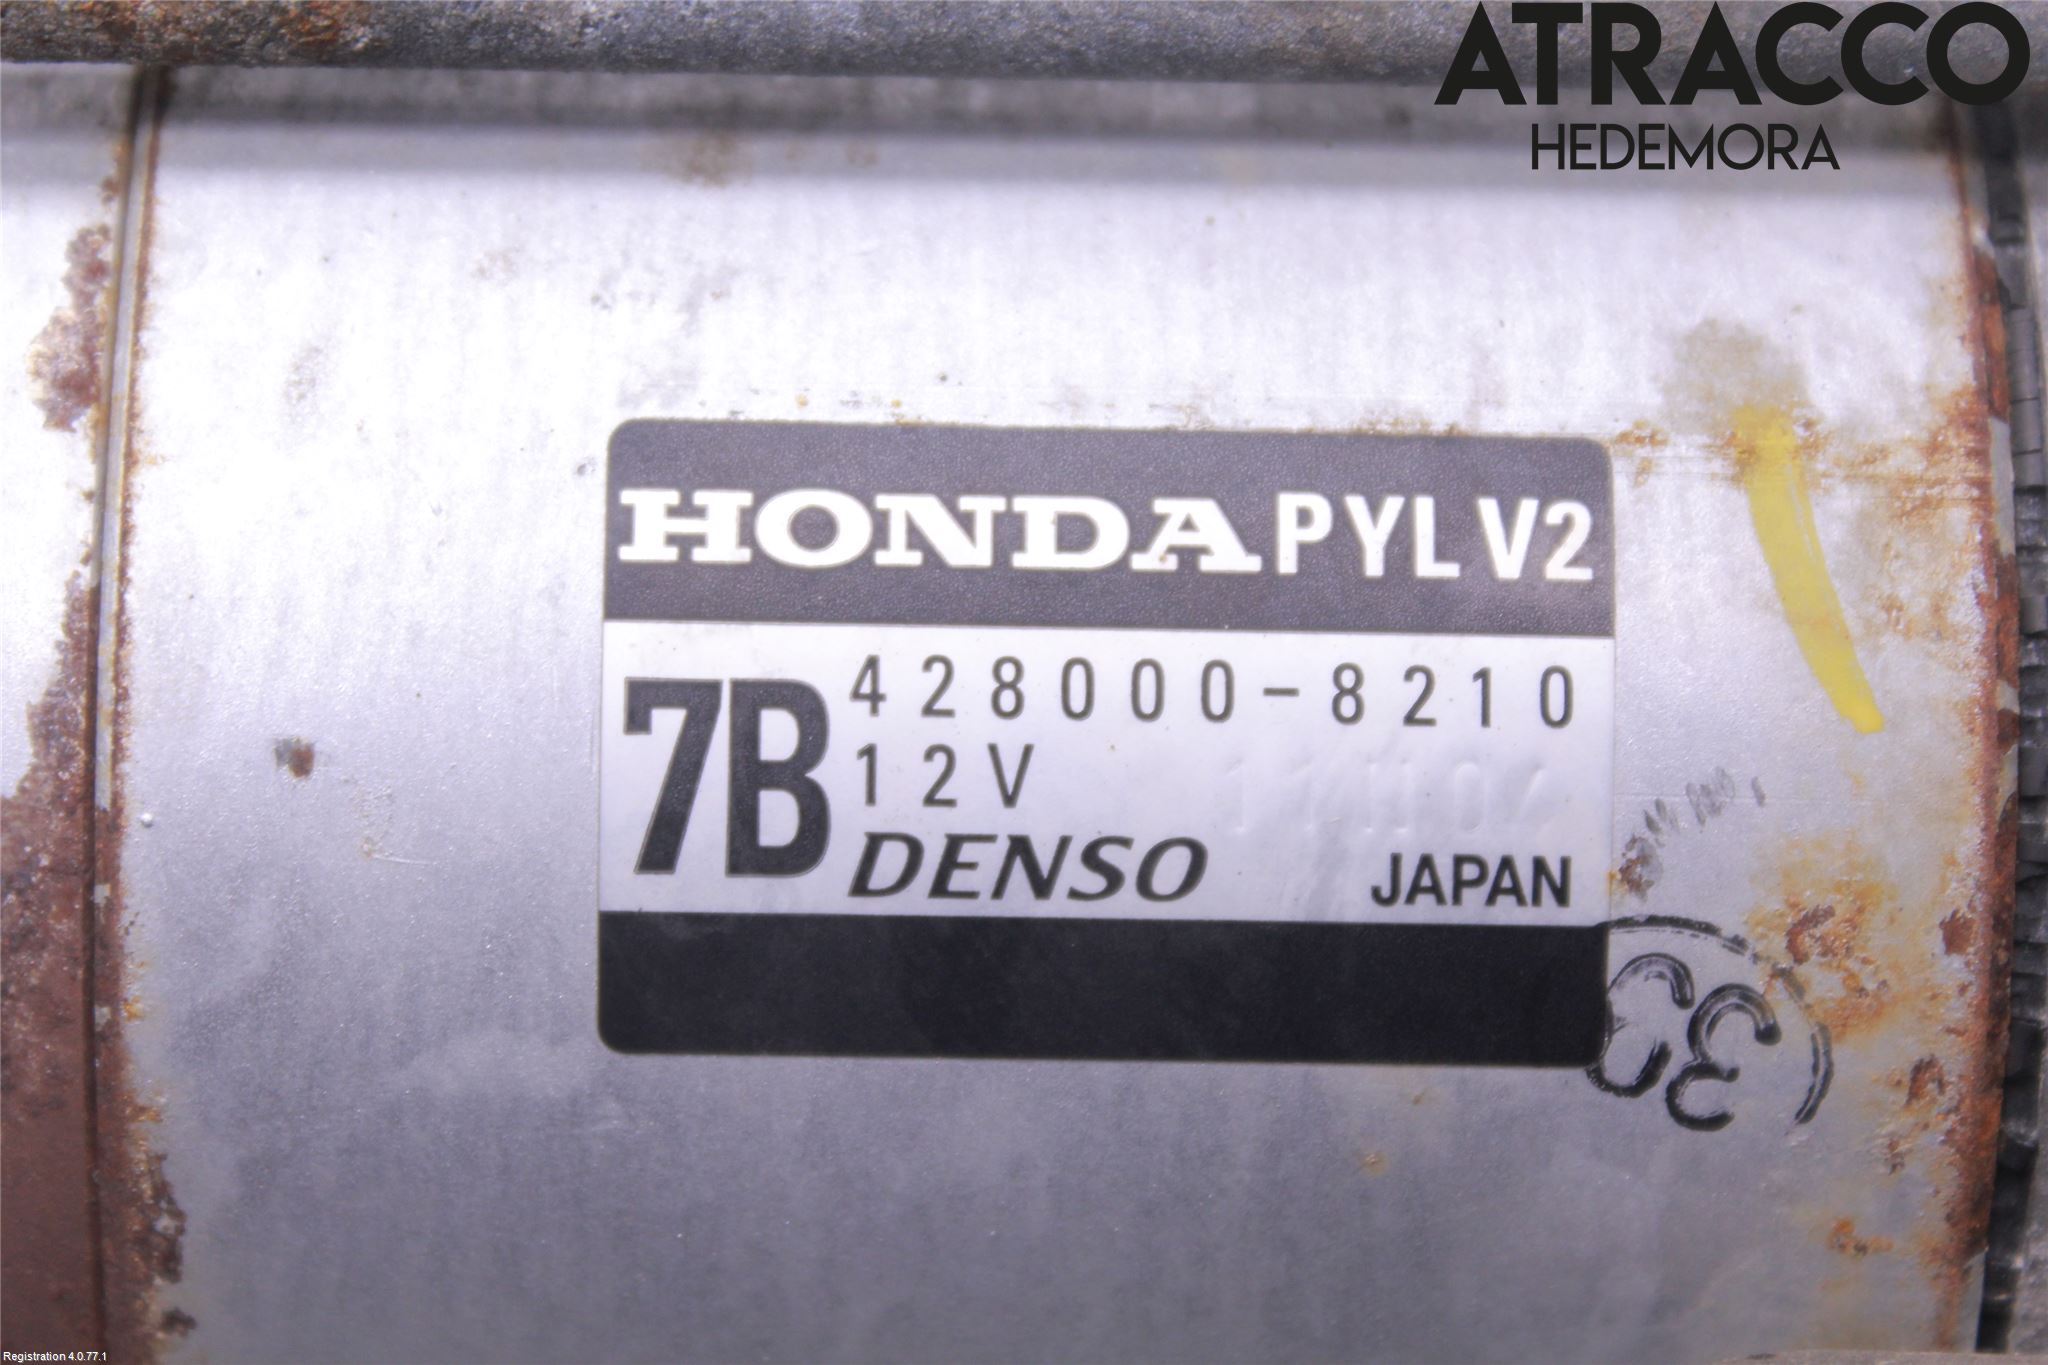 ATRACCO
HEDEMORA
HONDA PYL V2
7B
428000-8210
12V
DENSO
JAPAN
Registration 4.0.77.1